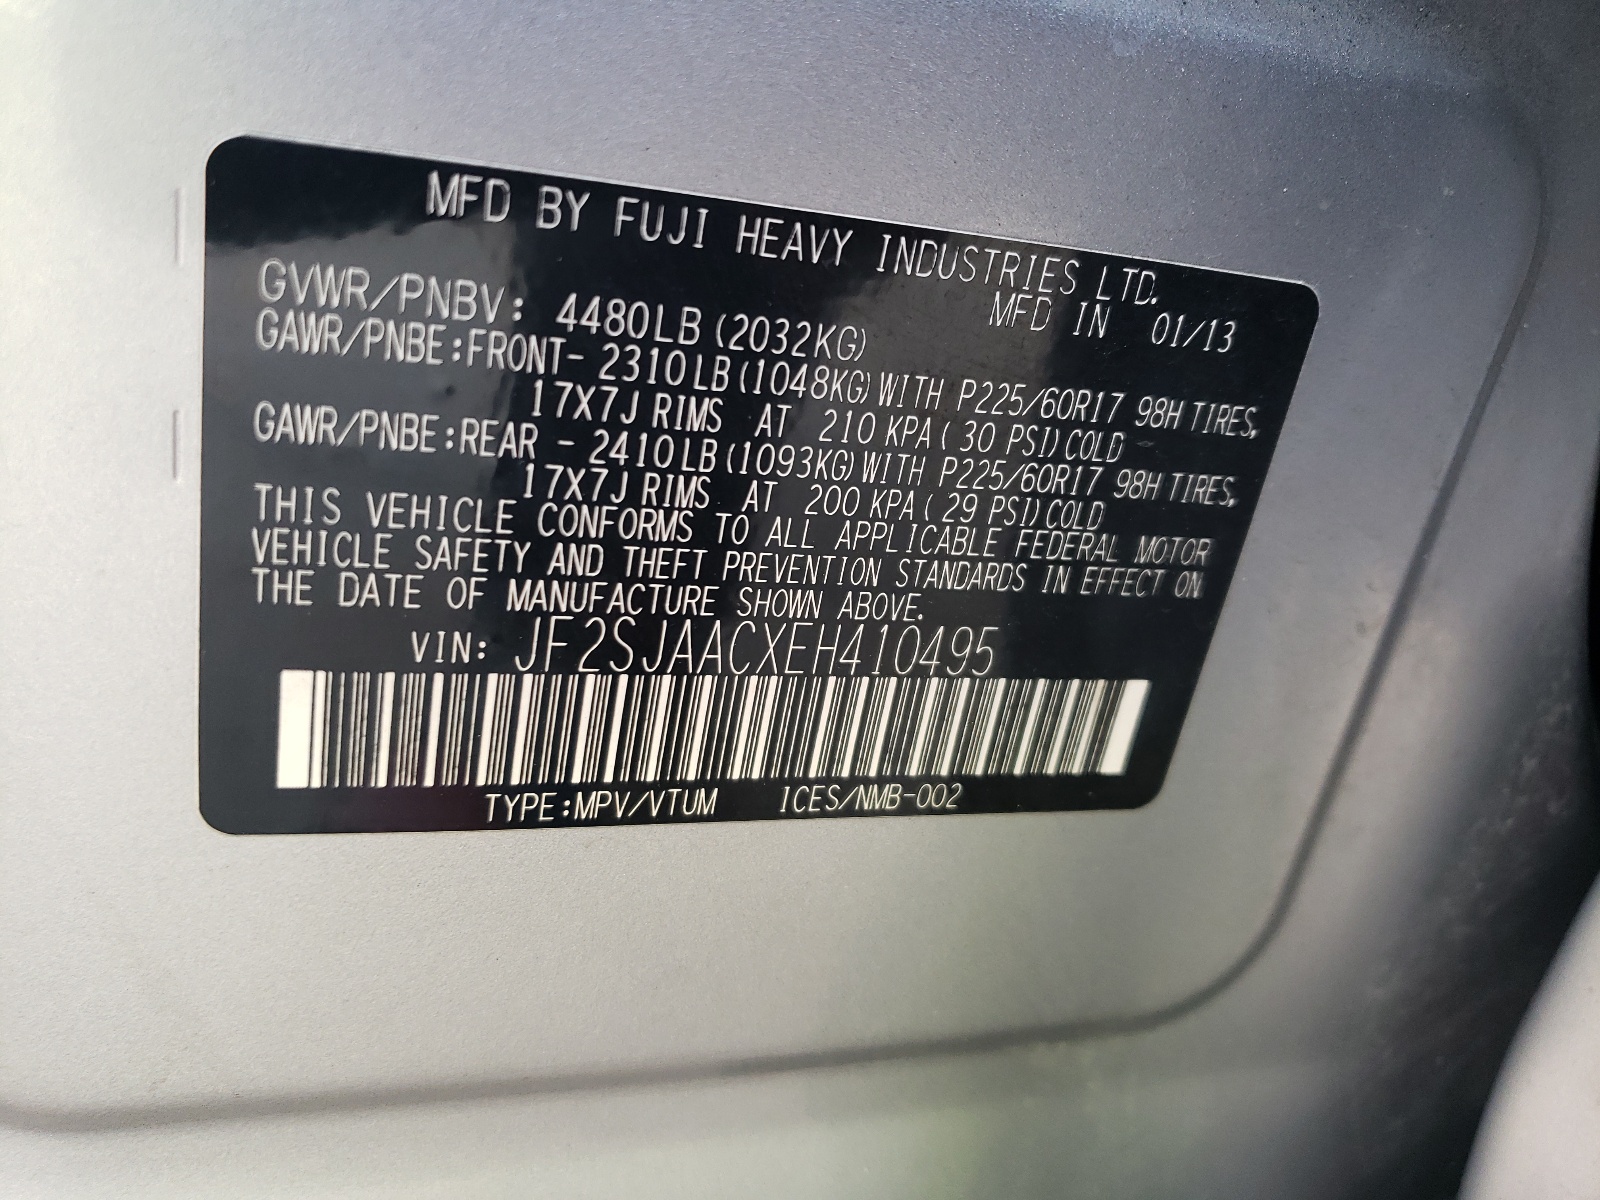 MFD BY FUJI HEAVY INDUSTRIES LTD.
MFD IN 01/13
GVWR/PNBV: 4480LB (2032KG)
GAWR/PNBE:FRONT- 2310LB (1048KG) WITH P225/60R17 98H TIRES,
17X7J RIMS AT 210 KPA ( 30 PSI) COLD
GAWR/PNBE:REAR - 2410LB (1093KG) WITH P225/60R17 98H TIRES,
17X7J RIMS AT 200 KPA ( 29 PSI) COLD
THIS VEHICLE CONFORMS TO ALL APPLICABLE FEDERAL MOTOR
VEHICLE SAFETY AND THEFT PREVENTION STANDARDS IN EFFECT ON
THE DATE OF MANUFACTURE SHOWN ABOVE.
VIN: JF2SJAACXEH410495
TYPE:MPV/VTUM ICES/NMB-002